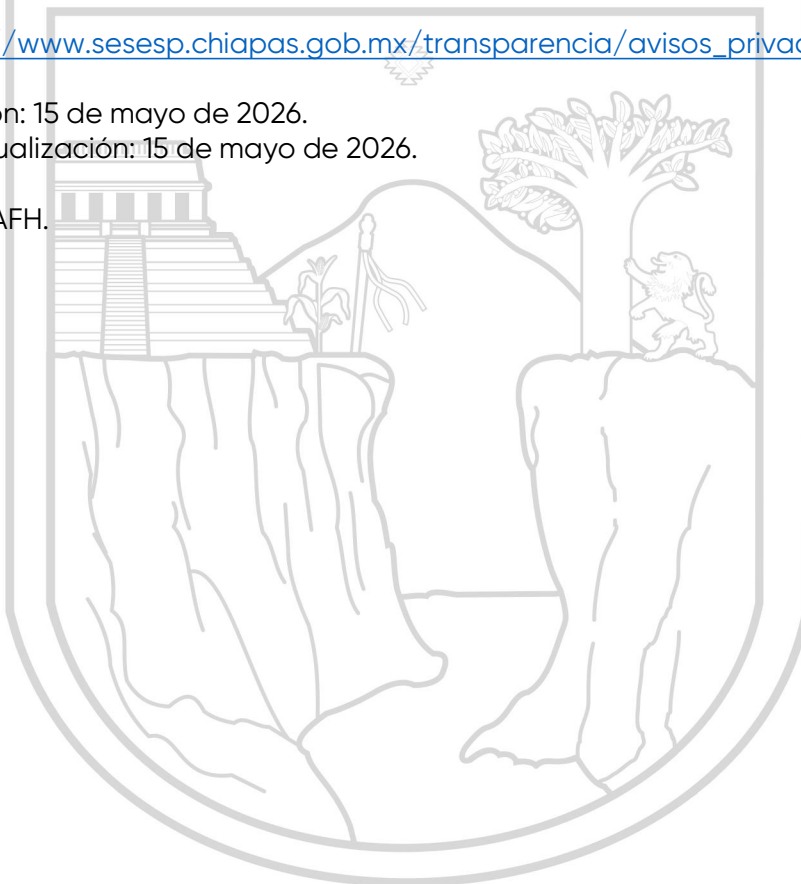 /www.sesesp.chiapas.gob.mx/transparencia/avisos_privac
n: 15 de mayo de 2026.
ualización: 15 de mayo de 2026.
AFH.